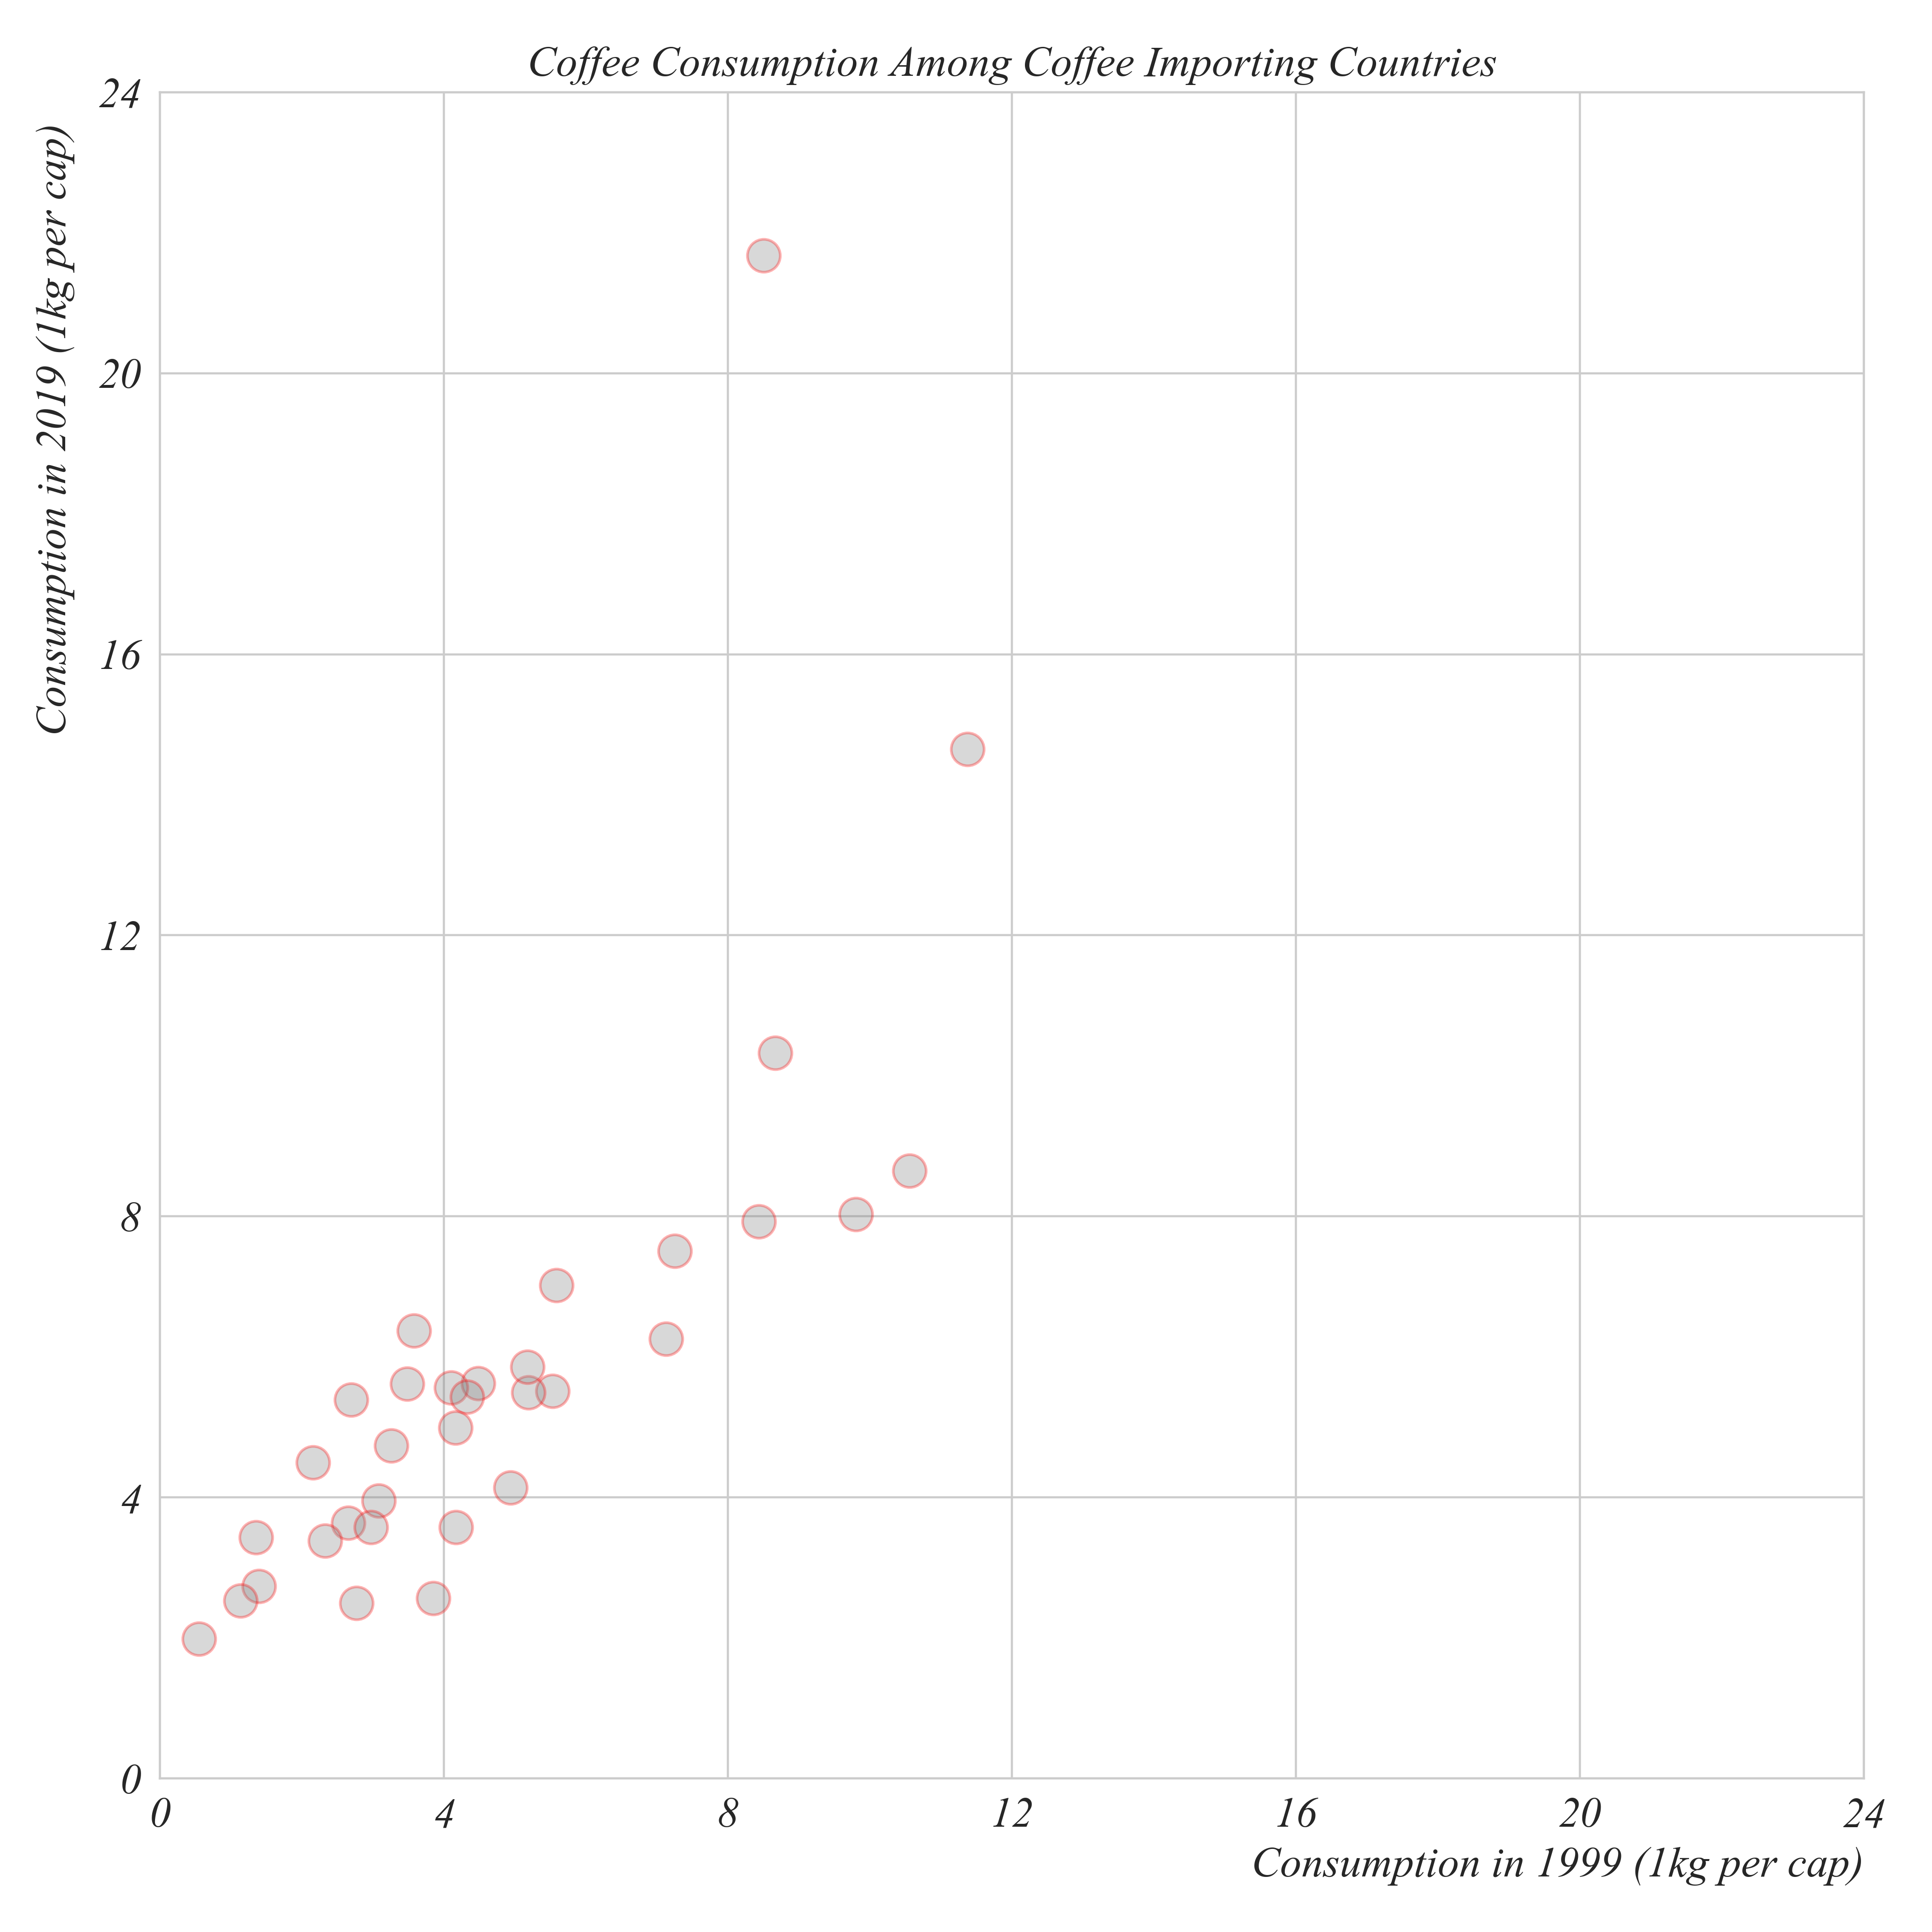 Coffee Consumption Among Coffee Importing Countries
Consumption in 2019 (1kg per cap)
24
20
16
12
8
4
0
0 4 8 12 16 20 24
Consumption in 1999 (1kg per cap)